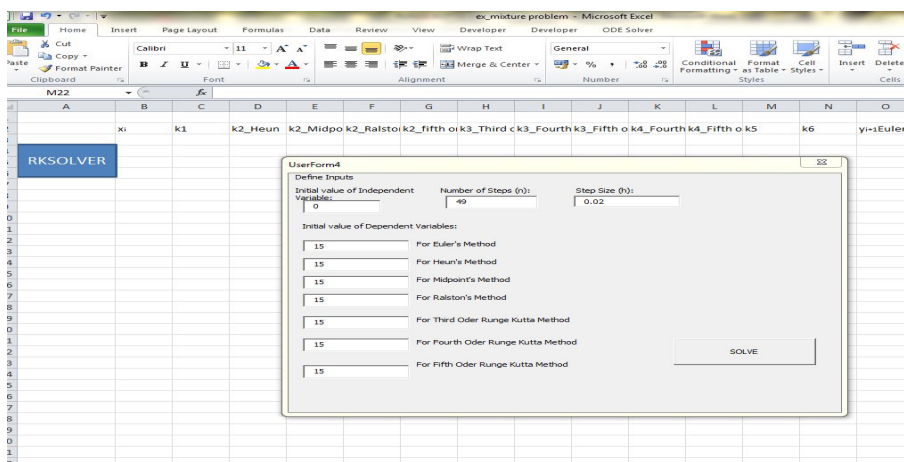 ex_mixture problem - Microsoft Excel
File Home Insert Page Layout Formulas Data Review View Developer Developer ODE Solver
Paste
Cut
Copy
Format Painter
Clipboard
Calibri 11
B I U
Font
Wrap Text
Merge & Center
Alignment
General
% ,
Number
Conditional Formatting
Format as Table
Cell Styles
Styles
Insert
Delete
Cells
M22 fx
A B C D E F G H I J K L M N O
xi k1 k2_Heun k2_Midpo k2_Ralston k2_fifth or k3_Third o k3_Fourth k3_Fifth o k4_Fourth k4_Fifth o k5 k6 yi+1Euler
RKSOLVER
UserForm4
Define Inputs
Initial value of Independent Variable:
0
Number of Steps (n):
49
Step Size (h):
0.02
Initial value of Dependent Variables:
15 For Euler's Method
15 For Heun's Method
15 For Midpoint's Method
15 For Ralston's Method
15 For Third Oder Runge Kutta Method
15 For Fourth Oder Runge Kutta Method
15 For Fifth Oder Runge Kutta Method
SOLVE